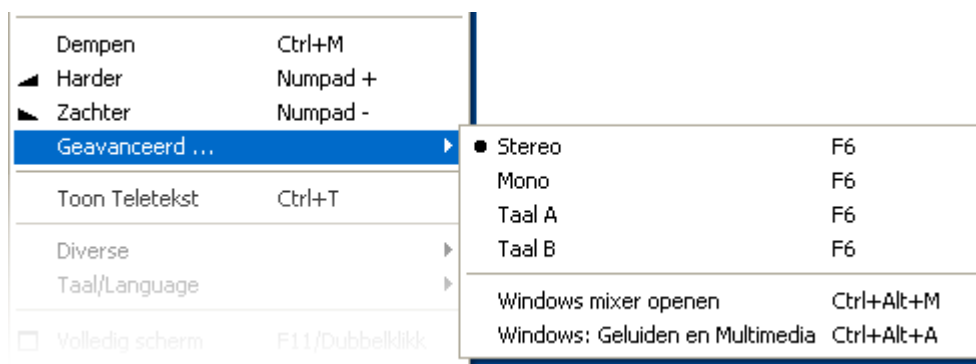 Dempen Ctrl+M
Harder Numpad +
Zachter Numpad -
Geavanceerd ...
Toon Teletekst Ctrl+T
Diverse
Taal/Language
Volledig scherm F11/Dubbelklikk
Stereo F6
Mono F6
Taal A F6
Taal B F6
Windows mixer openen Ctrl+Alt+M
Windows: Geluiden en Multimedia Ctrl+Alt+A